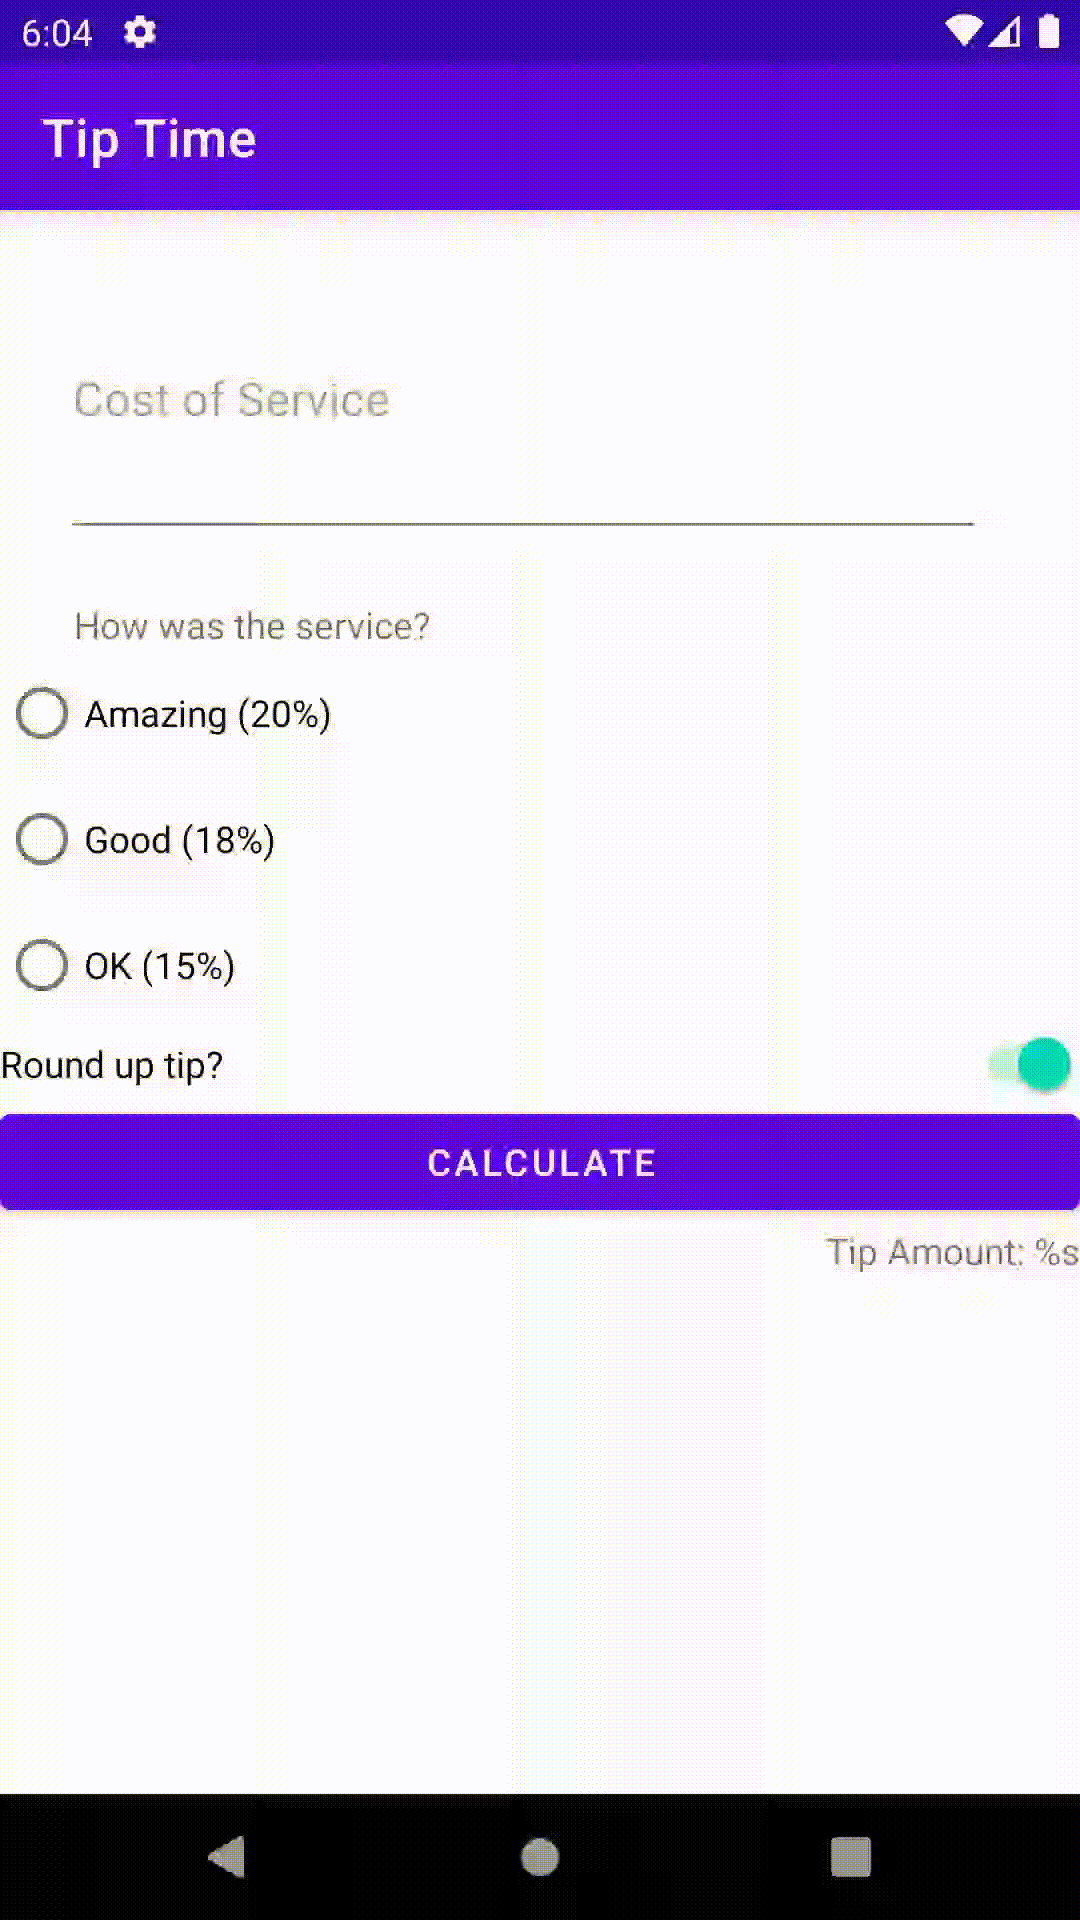 6:04
Tip Time
Cost of Service
How was the service?
Amazing (20%)
Good (18%)
OK (15%)
Round up tip?
CALCULATE
Tip Amount: %s